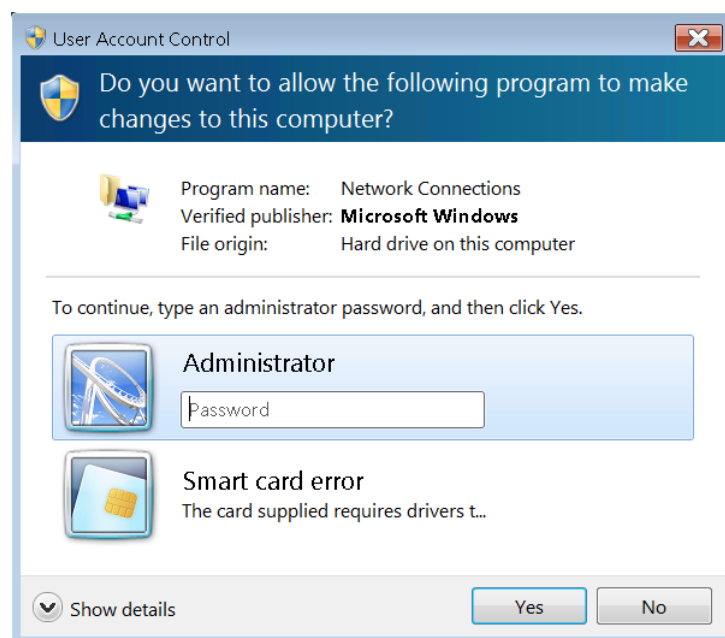 User Account Control
Do you want to allow the following program to make
changes to this computer?
Program name: Network Connections
Verified publisher: Microsoft Windows
File origin: Hard drive on this computer
To continue, type an administrator password, and then click Yes.
Administrator
Password
Smart card error
The card supplied requires drivers t...
Show details
Yes
No